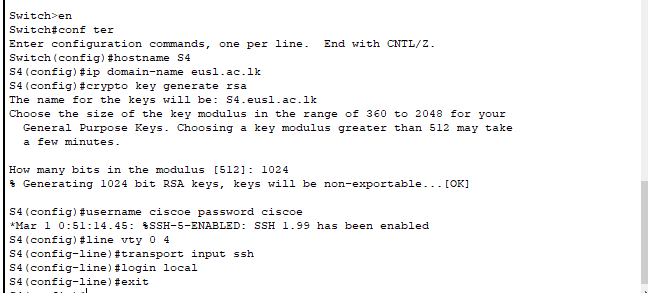 Switch>en
Switch#conf ter
Enter configuration commands, one per line.  End with CNTL/Z.
Switch(config)#hostname S4
S4(config)#ip domain-name eusl.ac.lk
S4(config)#crypto key generate rsa
The name for the keys will be: S4.eusl.ac.lk
Choose the size of the key modulus in the range of 360 to 2048 for your
  General Purpose Keys. Choosing a key modulus greater than 512 may take
  a few minutes.

How many bits in the modulus [512]: 1024
% Generating 1024 bit RSA keys, keys will be non-exportable...[OK]

S4(config)#username ciscoe password ciscoe
*Mar 1 0:51:14.45: %SSH-5-ENABLED: SSH 1.99 has been enabled
S4(config)#line vty 0 4
S4(config-line)#transport input ssh
S4(config-line)#login local
S4(config-line)#exit